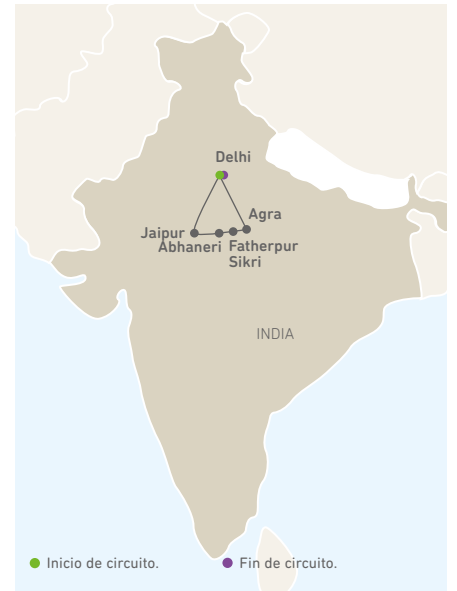 Delhi
Agra
Jaipur
Abhaneri
Fatherpur
Sikri
INDIA
Inicio de circuito.
Fin de circuito.